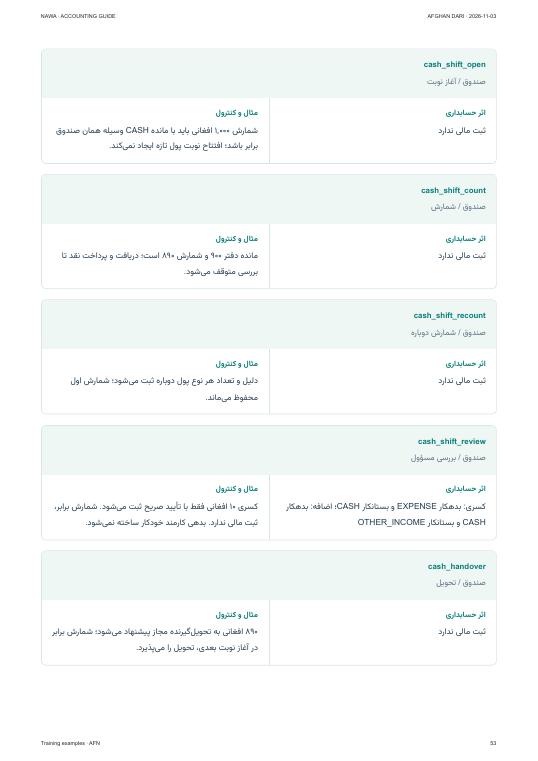 NAWA · ACCOUNTING GUIDE
AFGHAN DARI · 2026-11-03
cash_shift_open
صندوق / آغاز نوبت
اثر حسابداری
ثبت مالی ندارد
مثال و کنترول
شمارش ۱,۰۰۰ افغانی باید با مانده CASH وسیله همان صندوق
برابر باشد؛ افتتاح نوبت پول تازه ایجاد نمی‌کند.
cash_shift_count
صندوق / شمارش
اثر حسابداری
ثبت مالی ندارد
مثال و کنترول
مانده دفتر ۹۰۰ و شمارش ۸۹۰ است؛ دریافت و پرداخت نقد تا
بررسی متوقف می‌شود.
cash_shift_recount
صندوق / شمارش دوباره
اثر حسابداری
ثبت مالی ندارد
مثال و کنترول
دلیل و تعداد هر نوع پول دوباره ثبت می‌شود؛ شمارش اول
محفوظ می‌ماند.
cash_shift_review
صندوق / بررسی مسؤول
اثر حسابداری
کسری: بدهکار EXPENSE و بستانکار CASH؛ اضافه: بدهکار
CASH و بستانکار OTHER_INCOME
مثال و کنترول
کسری ۱۰ افغانی فقط با تأیید صریح ثبت می‌شود. شمارش برابر،
ثبت مالی ندارد. بدهی کارمند خودکار ساخته نمی‌شود.
cash_handover
صندوق / تحویل
اثر حسابداری
ثبت مالی ندارد
مثال و کنترول
۸۹۰ افغانی به تحویل‌گیرنده مجاز پیشنهاد می‌شود؛ شمارش برابر
در آغاز نوبت بعدی، تحویل را می‌پذیرد.
Training examples · AFN
53